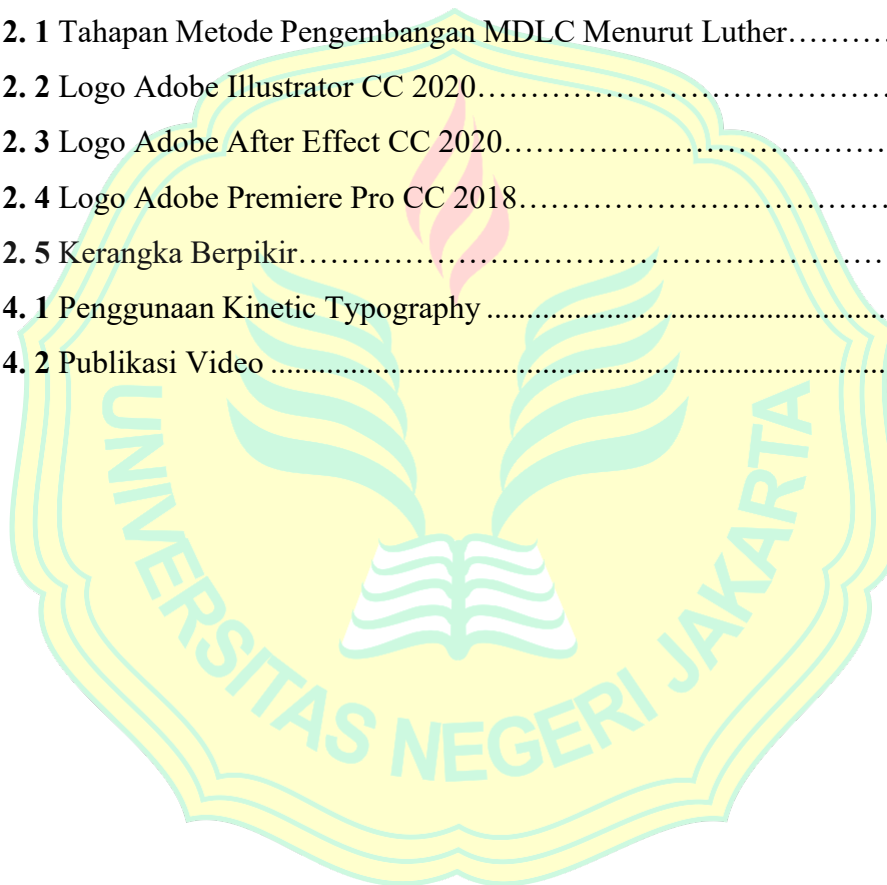 2. 1 Tahapan Metode Pengembangan MDLC Menurut Luther………
2. 2 Logo Adobe Illustrator CC 2020……………………………………
2. 3 Logo Adobe After Effect CC 2020…………………………………
2. 4 Logo Adobe Premiere Pro CC 2018…………………………………
2. 5 Kerangka Berpikir……………………………………………………
4. 1 Penggunaan Kinetic Typography ....................................................
4. 2 Publikasi Video ................................................................................
UNIVERSITAS NEGERI JAKARTA